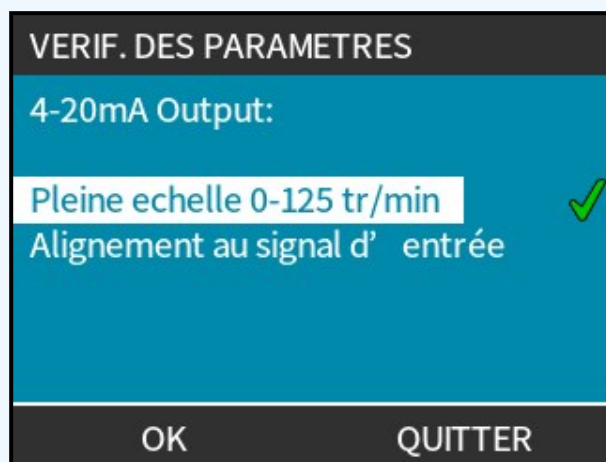 VERIF. DES PARAMETRES
4-20mA Output:
Pleine echelle 0-125 tr/min
Alignement au signal d’ entrée
OK QUITTER